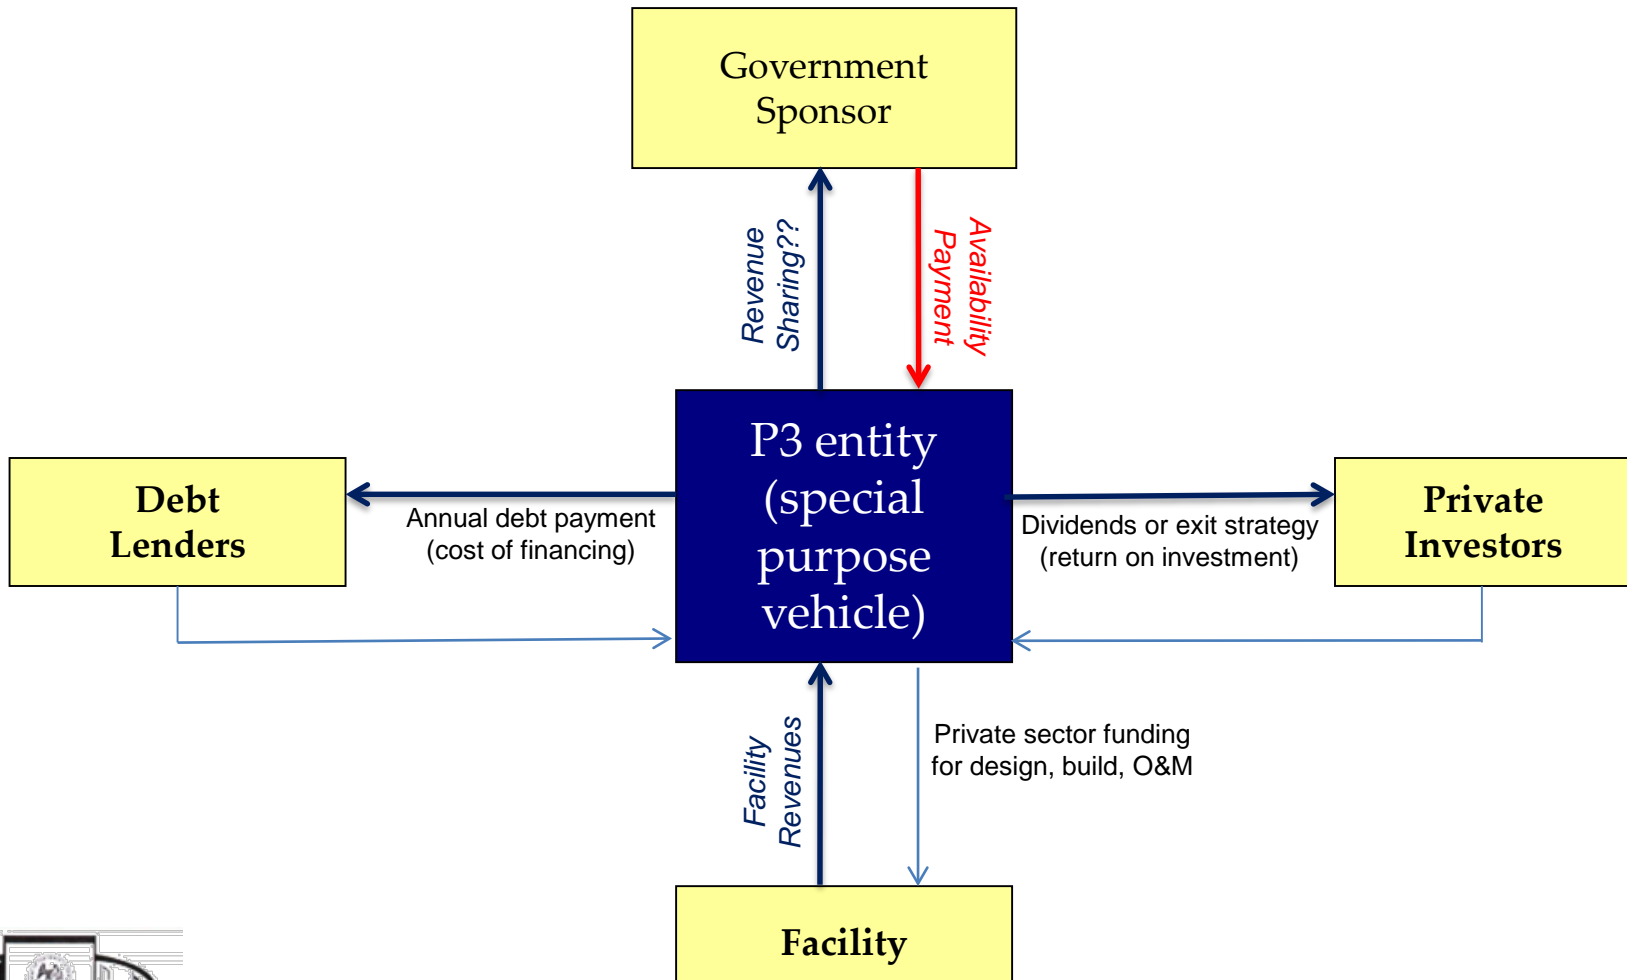 Government
Sponsor
Revenue
Sharing??
Availability
Payment
Debt
Lenders
Annual debt payment
(cost of financing)
P3 entity
(special
purpose
vehicle)
Dividends or exit strategy
(return on investment)
Private
Investors
Facility
Revenues
Private sector funding
for design, build, O&M
Facility